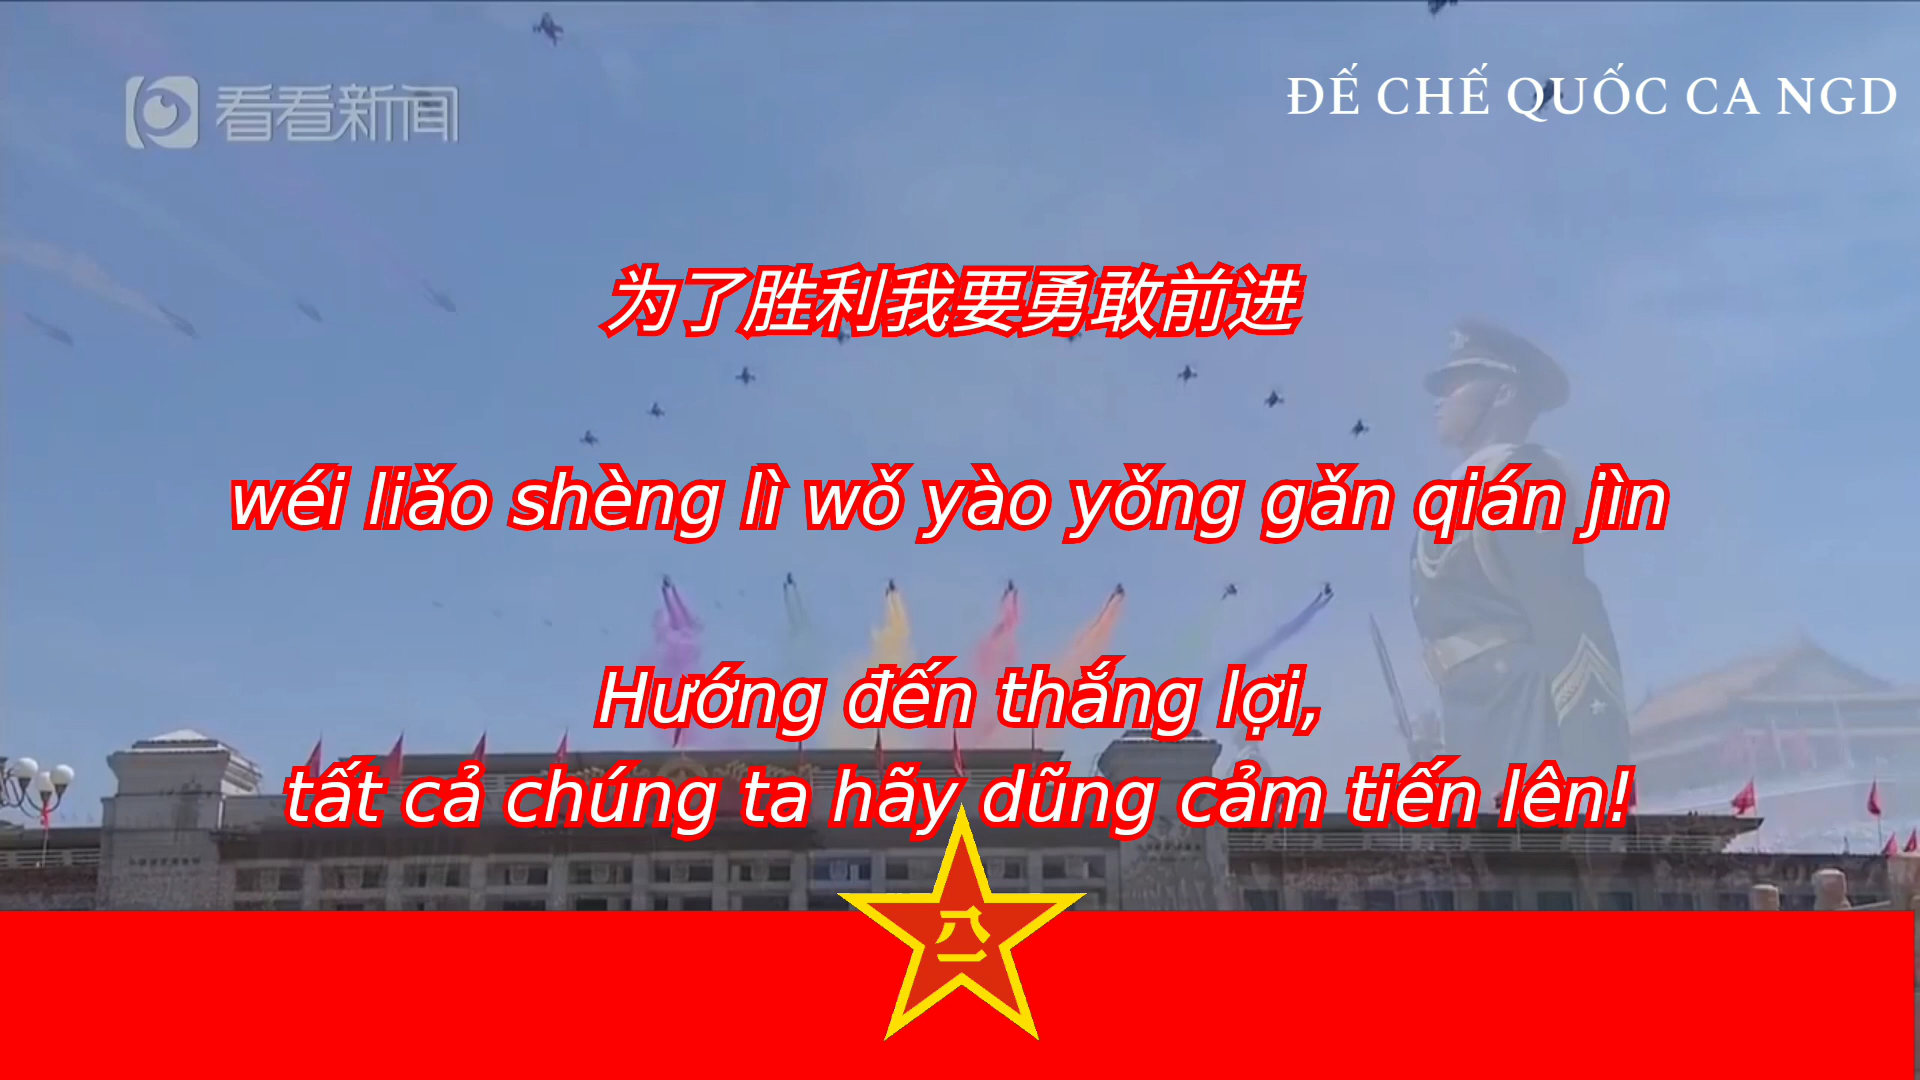 看看新闻
ĐẾ CHẾ QUỐC CA NGD
为了胜利我要勇敢前进
wéi liǎo shèng lì wǒ yào yǒng gǎn qián jìn
Hướng đến thắng lợi,
tất cả chúng ta hãy dũng cảm tiến lên!
八一